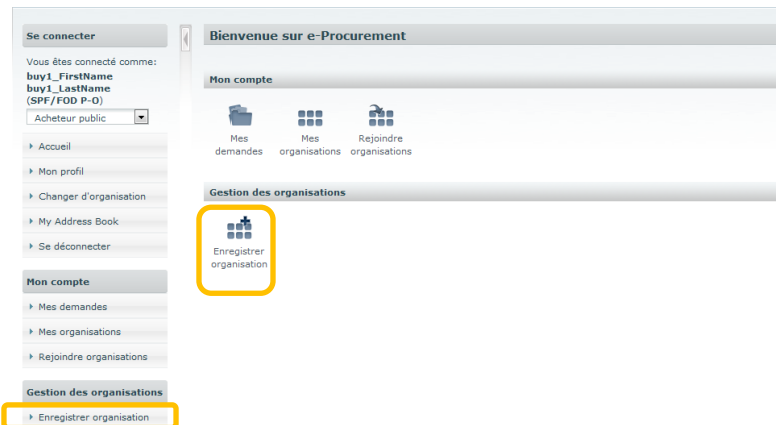 Se connecter
Vous êtes connecté comme:
buy1_FirstName
buy1_LastName
(SPF/FOD P-O)
Acheteur public
Accueil
Mon profil
Changer d'organisation
My Address Book
Se déconnecter
Mon compte
Mes demandes
Mes organisations
Rejoindre organisations
Gestion des organisations
Enregistrer organisation
Bienvenue sur e-Procurement
Mon compte
Mes
demandes
Mes
organisations
Rejoindre
organisations
Gestion des organisations
Enregistrer
organisation